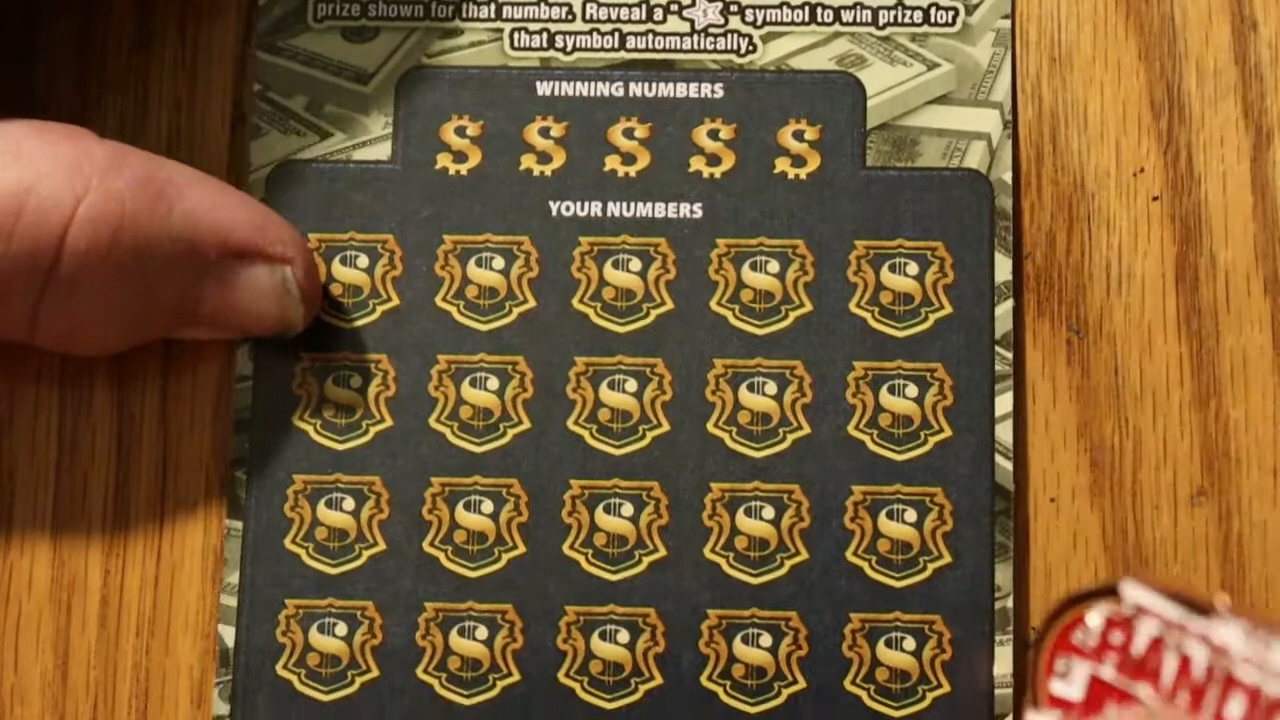 prize shown for that number. Reveal a " " symbol to win prize for
that symbol automatically.
WINNING NUMBERS
$ $ $ $ $
YOUR NUMBERS
$ $ $ $ $
$ $ $ $ $
$ $ $ $ $
$ $ $ $ $